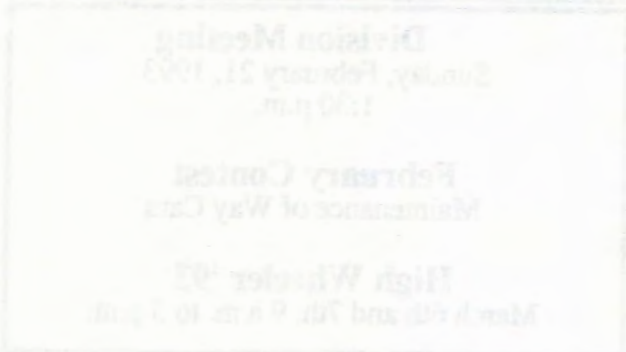 Division Meeting
Sunday, February 21, 1993
1:30 p.m.
February Contest
Maintenance of Way Cars
High Wheeler '93
March 6th and 7th 9 a.m. to 5 p.m.